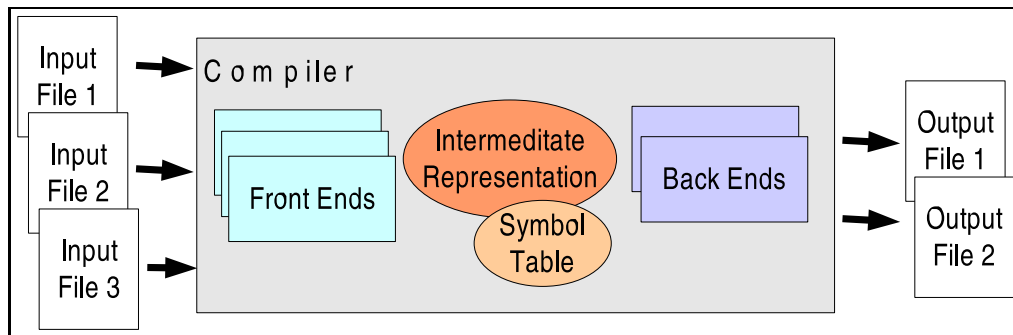 Input
File 1
Input
File 2
Input
File 3
Compiler
Front Ends
Intermeditate
Representation
Symbol
Table
Back Ends
Output
File 1
Output
File 2